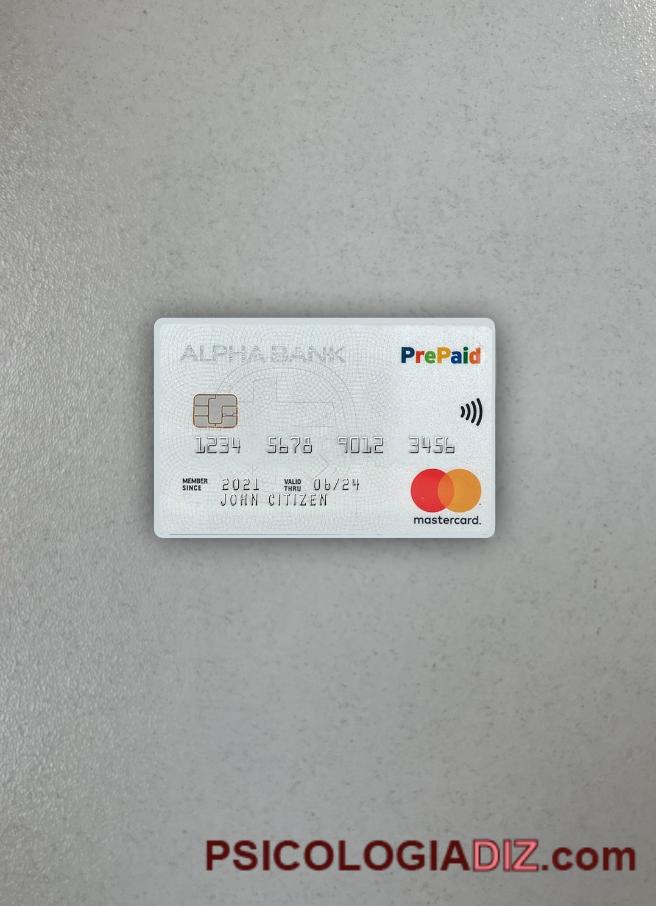 ALPHA BANK
PrePaid
1234 5678 9012 3456
MEMBER SINCE 2021 VALID THRU 06/24
JOHN CITIZEN
mastercard.
PSICOLOGIADIZ.com